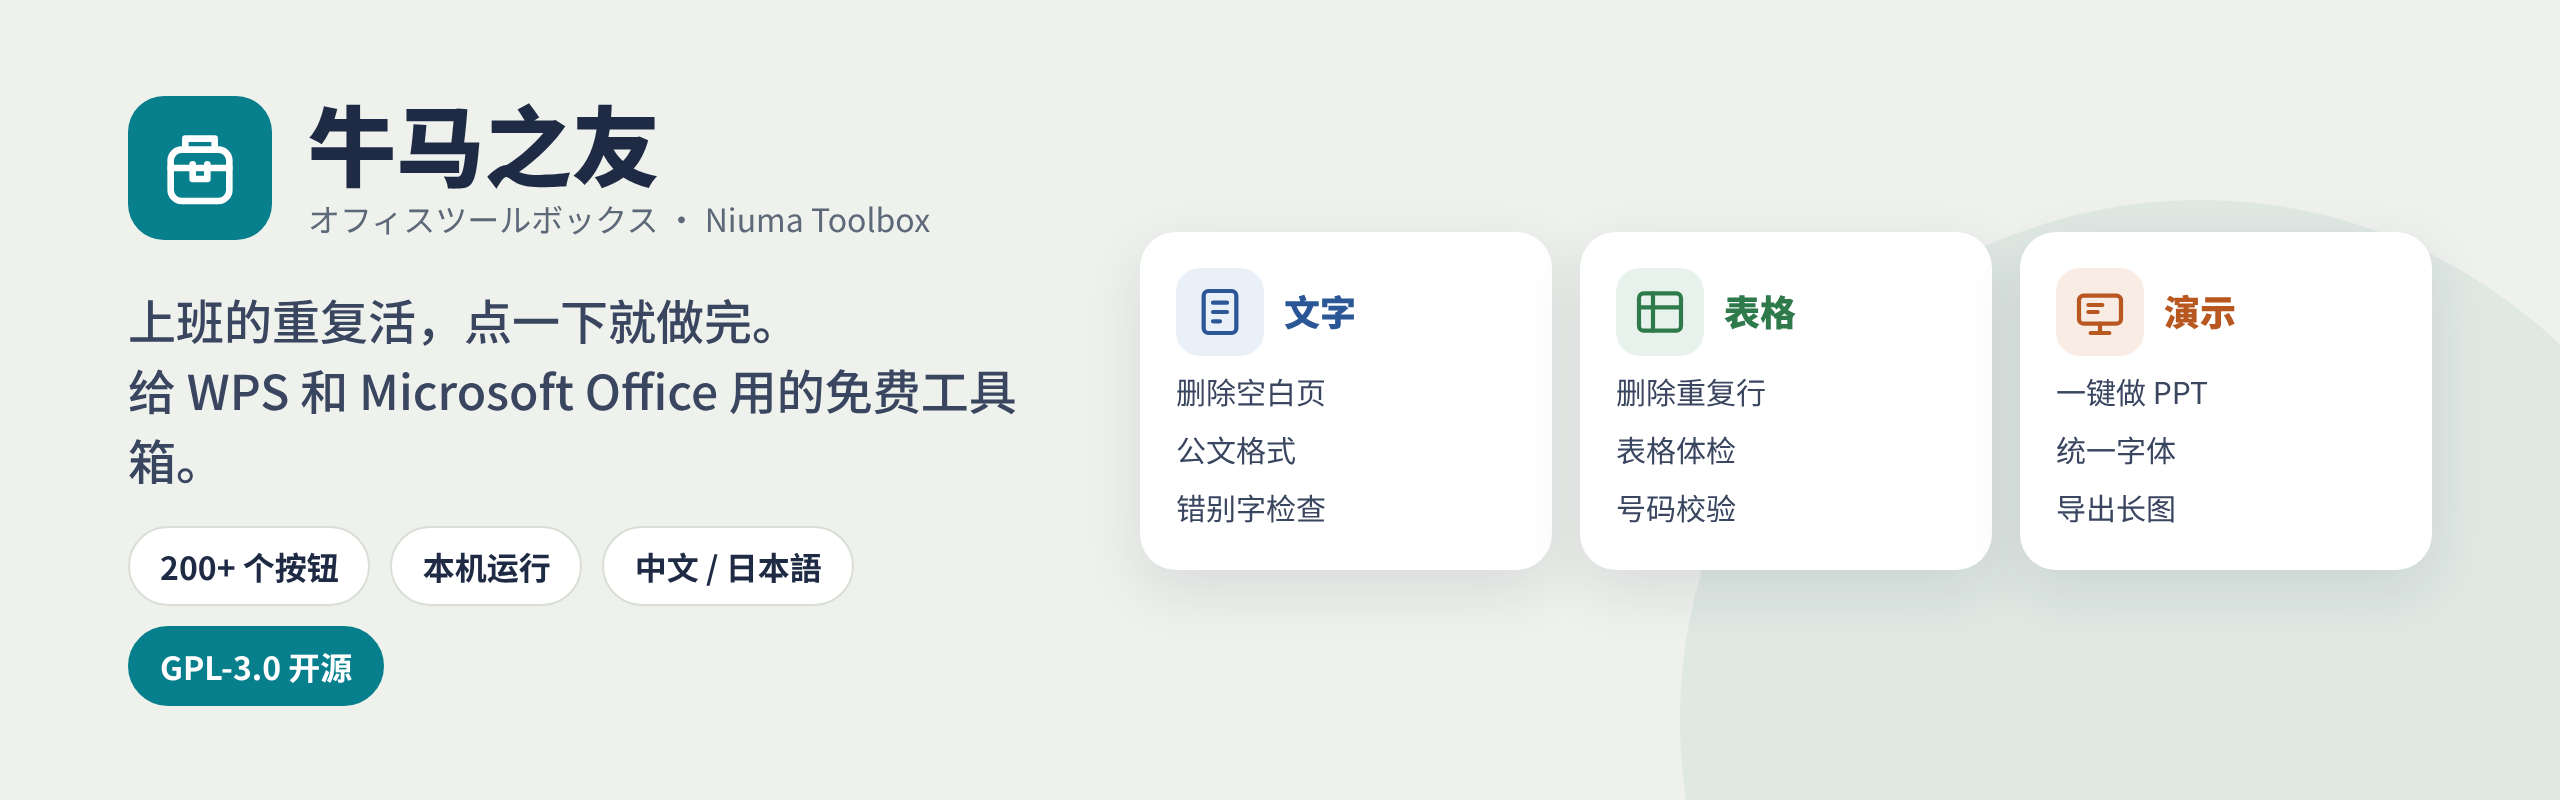 牛马之友
オフィスツールボックス ・ Niuma Toolbox
上班的重复活，点一下就做完。
给 WPS 和 Microsoft Office 用的免费工具
箱。
200+ 个按钮
本机运行
中文 / 日本語
GPL-3.0 开源
文字
删除空白页
公文格式
错别字检查
表格
删除重复行
表格体检
号码校验
演示
一键做 PPT
统一字体
导出长图